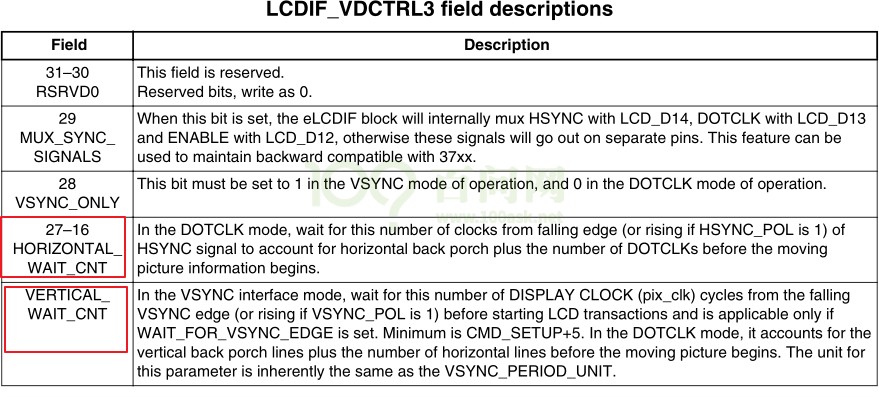 LCDIF_VDCTRL3 field descriptions
Field
Description
31–30
RSRVD0
This field is reserved.
Reserved bits, write as 0.
29
MUX_SYNC_
SIGNALS
When this bit is set, the eLCDIF block will internally mux HSYNC with LCD_D14, DOTCLK with LCD_D13
and ENABLE with LCD_D12, otherwise these signals will go out on separate pins. This feature can be
used to maintain backward compatible with 37xx.
28
VSYNC_ONLY
This bit must be set to 1 in the VSYNC mode of operation, and 0 in the DOTCLK mode of operation.
27–16
HORIZONTAL_
WAIT_CNT
In the DOTCLK mode, wait for this number of clocks from falling edge (or rising if HSYNC_POL is 1) of
HSYNC signal to account for horizontal back porch plus the number of DOTCLKs before the moving
picture information begins.
VERTICAL_
WAIT_CNT
In the VSYNC interface mode, wait for this number of DISPLAY CLOCK (pix_clk) cycles from the falling
VSYNC edge (or rising if VSYNC_POL is 1) before starting LCD transactions and is applicable only if
WAIT_FOR_VSYNC_EDGE is set. Minimum is CMD_SETUP+5. In the DOTCLK mode, it accounts for the
vertical back porch lines plus the number of horizontal lines before the moving picture begins. The unit for
this parameter is inherently the same as the VSYNC_PERIOD_UNIT.
百问网
www.100ask.net